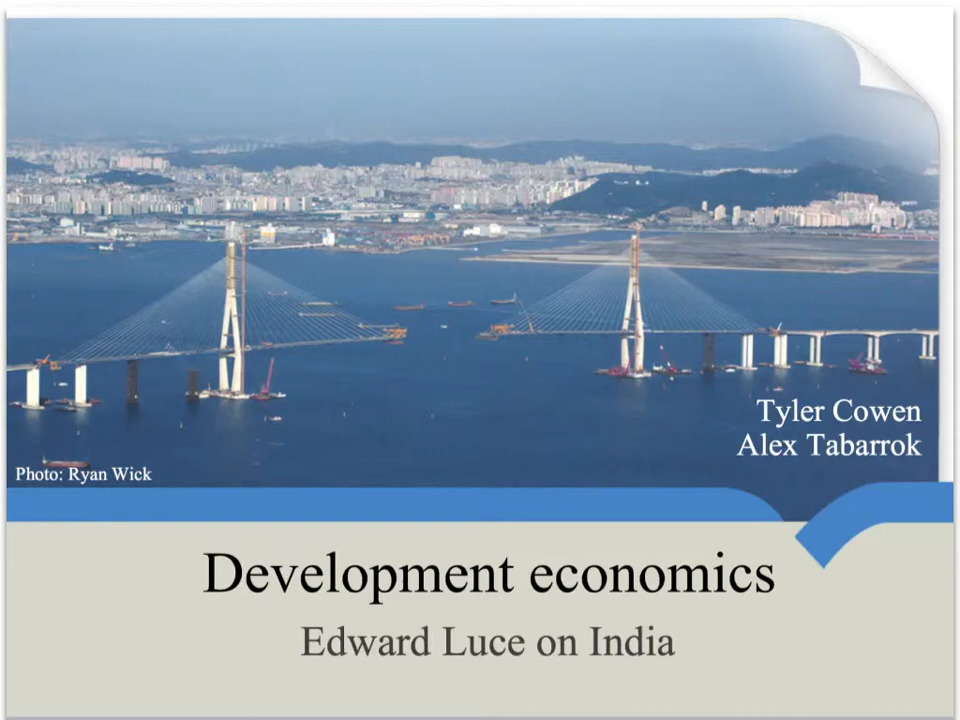 Tyler Cowen
Alex Tabarrok
Photo: Ryan Wick
Development economics
Edward Luce on India